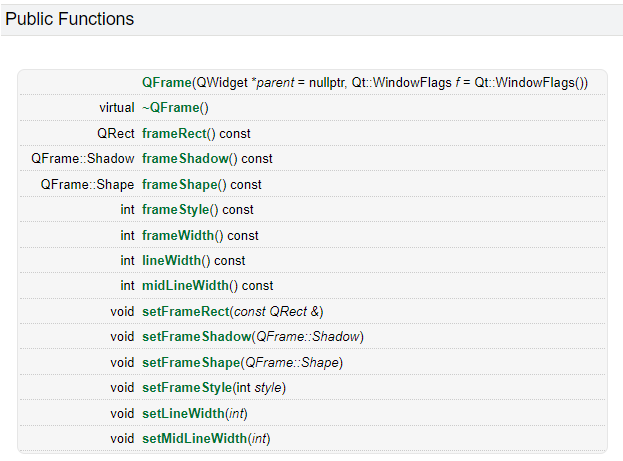 Public Functions
QFrame(QWidget *parent = nullptr, Qt::WindowFlags f = Qt::WindowFlags())
virtual ~QFrame()
QRect frameRect() const
QFrame::Shadow frameShadow() const
QFrame::Shape frameShape() const
int frameStyle() const
int frameWidth() const
int lineWidth() const
int midLineWidth() const
void setFrameRect(const QRect &)
void setFrameShadow(QFrame::Shadow)
void setFrameShape(QFrame::Shape)
void setFrameStyle(int style)
void setLineWidth(int)
void setMidLineWidth(int)